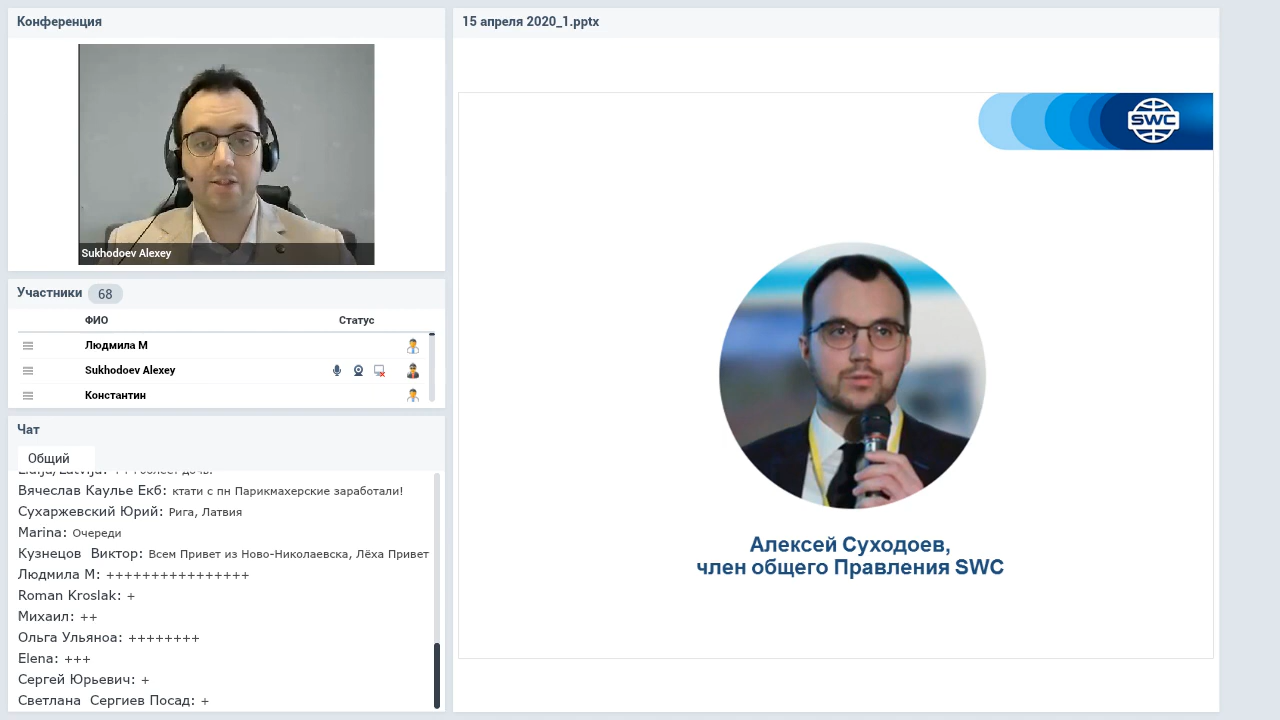 Конференция
Sukhodoev Alexey
Участники 68
ФИО Статус
Людмила М
Sukhodoev Alexey
Константин
Чат
Общий
Вячеслав Каулье Екб: ктати с пн Парикмахерские заработали!
Сухаржевский Юрий: Рига, Латвия
Marina: Очереди
Кузнецов Виктор: Всем Привет из Ново-Николаевска, Лёха Привет
Людмила М: ++++++++++++++++
Roman Kroslak: +
Михаил: ++
Ольга Ульяноа: ++++++++
Elena: +++
Сергей Юрьевич: +
Светлана Сергиев Посад: +
15 апреля 2020_1.pptx
SWC
Алексей Суходоев,
член общего Правления SWC